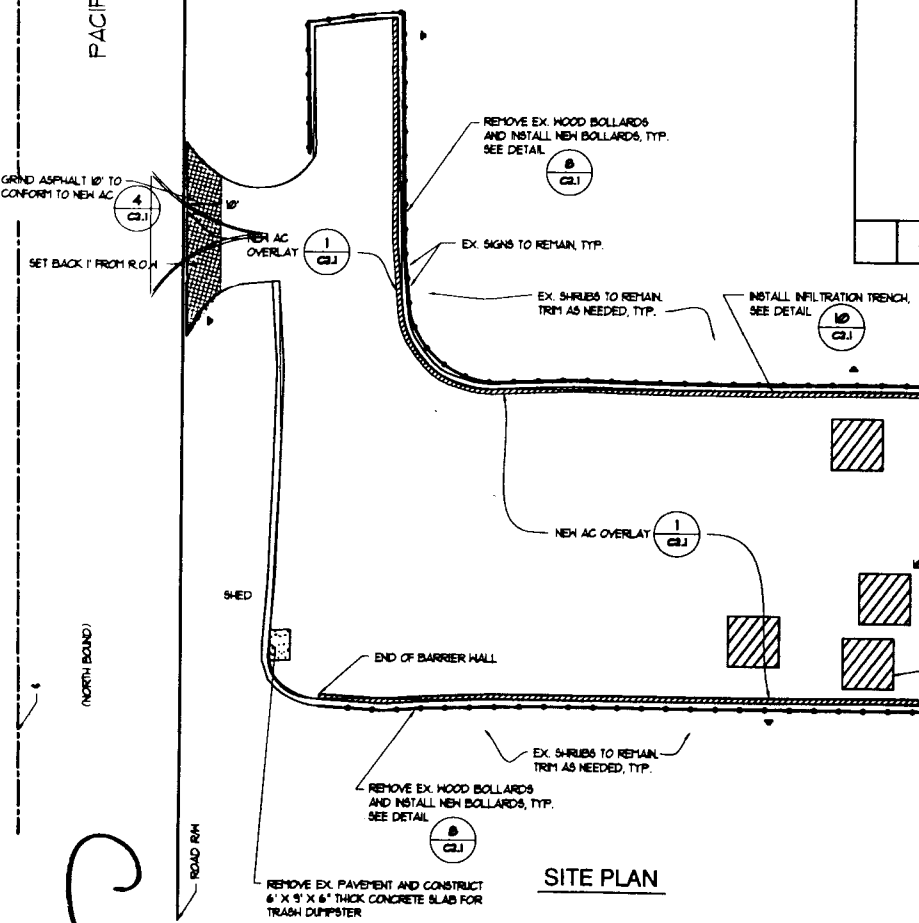 PACIF
REMOVE EX. WOOD BOLLARDS
AND INSTALL NEW BOLLARDS, TYP.
SEE DETAIL
8
C2.1
GRIND ASPHALT 10' TO
CONFORM TO NEW AC
4
C2.1
10'
NEW AC
OVERLAY
1
C2.1
EX. SIGNS TO REMAIN, TYP.
SET BACK 1' FROM R.O.W
EX. SHRUBS TO REMAIN.
TRIM AS NEEDED, TYP.
INSTALL INFILTRATION TRENCH,
SEE DETAIL
10
C2.1
NEW AC OVERLAY
1
C2.1
SHED
(NORTH BOUND)
END OF BARRIER WALL
EX. SHRUBS TO REMAIN.
TRIM AS NEEDED, TYP.
REMOVE EX. WOOD BOLLARDS
AND INSTALL NEW BOLLARDS, TYP.
SEE DETAIL
8
C2.1
ROAD R/W
REMOVE EX. PAVEMENT AND CONSTRUCT
6' X 9' X 6" THICK CONCRETE SLAB FOR
TRASH DUMPSTER
SITE PLAN